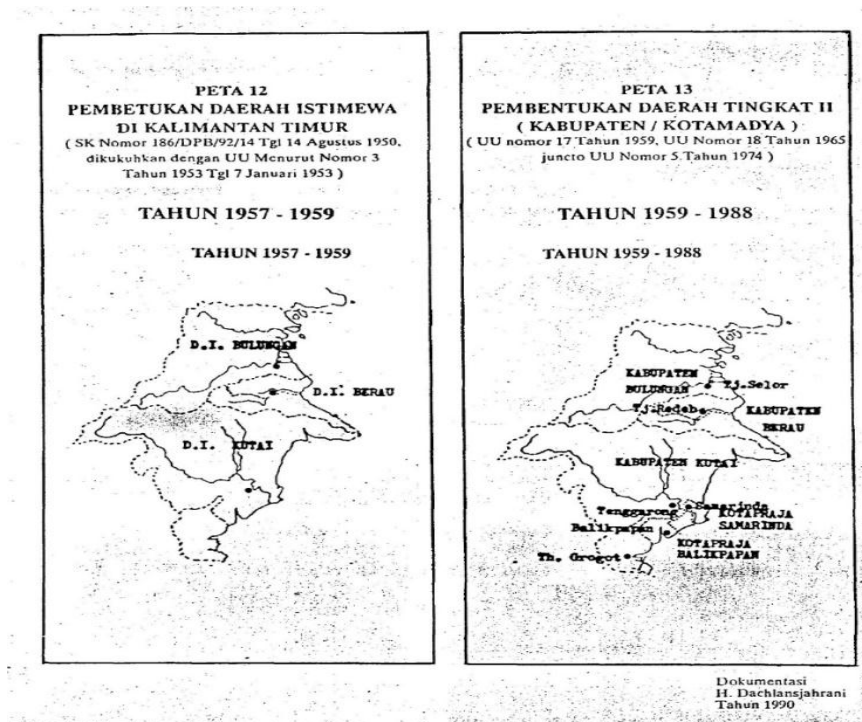 PETA 12
PEMBETUKAN DAERAH ISTIMEWA
DI KALIMANTAN TIMUR
( SK Nomor 186/DPB/92/14 Tgl 14 Agustus 1950,
dikukuhkan dengan UU Menurut Nomor 3
Tahun 1953 Tgl 7 Januari 1953 )
TAHUN 1957 - 1959
TAHUN 1957 - 1959
D.I. BULUNGAN
D.I. BERAU
D.I. KUTAI
PETA 13
PEMBENTUKAN DAERAH TINGKAT II
( KABUPATEN / KOTAMADYA )
( UU nomor 17 Tahun 1959, UU Nomor 18 Tahun 1965
juncto UU Nomor 5 Tahun 1974 )
TAHUN 1959 - 1988
TAHUN 1959 - 1988
KABUPATEN
BULUNGAN
Tj.Selor
Tj.Redeb
KABUPATEN
BERAU
KABUPATEN KUTAI
Tenggarong
Samarinda
KOTAPRAJA
SAMARINDA
Balikpapan
KOTAPRAJA
BALIKPAPAN
Th. Grogot
Dokumentasi
H. Dachlansjahrani
Tahun 1990